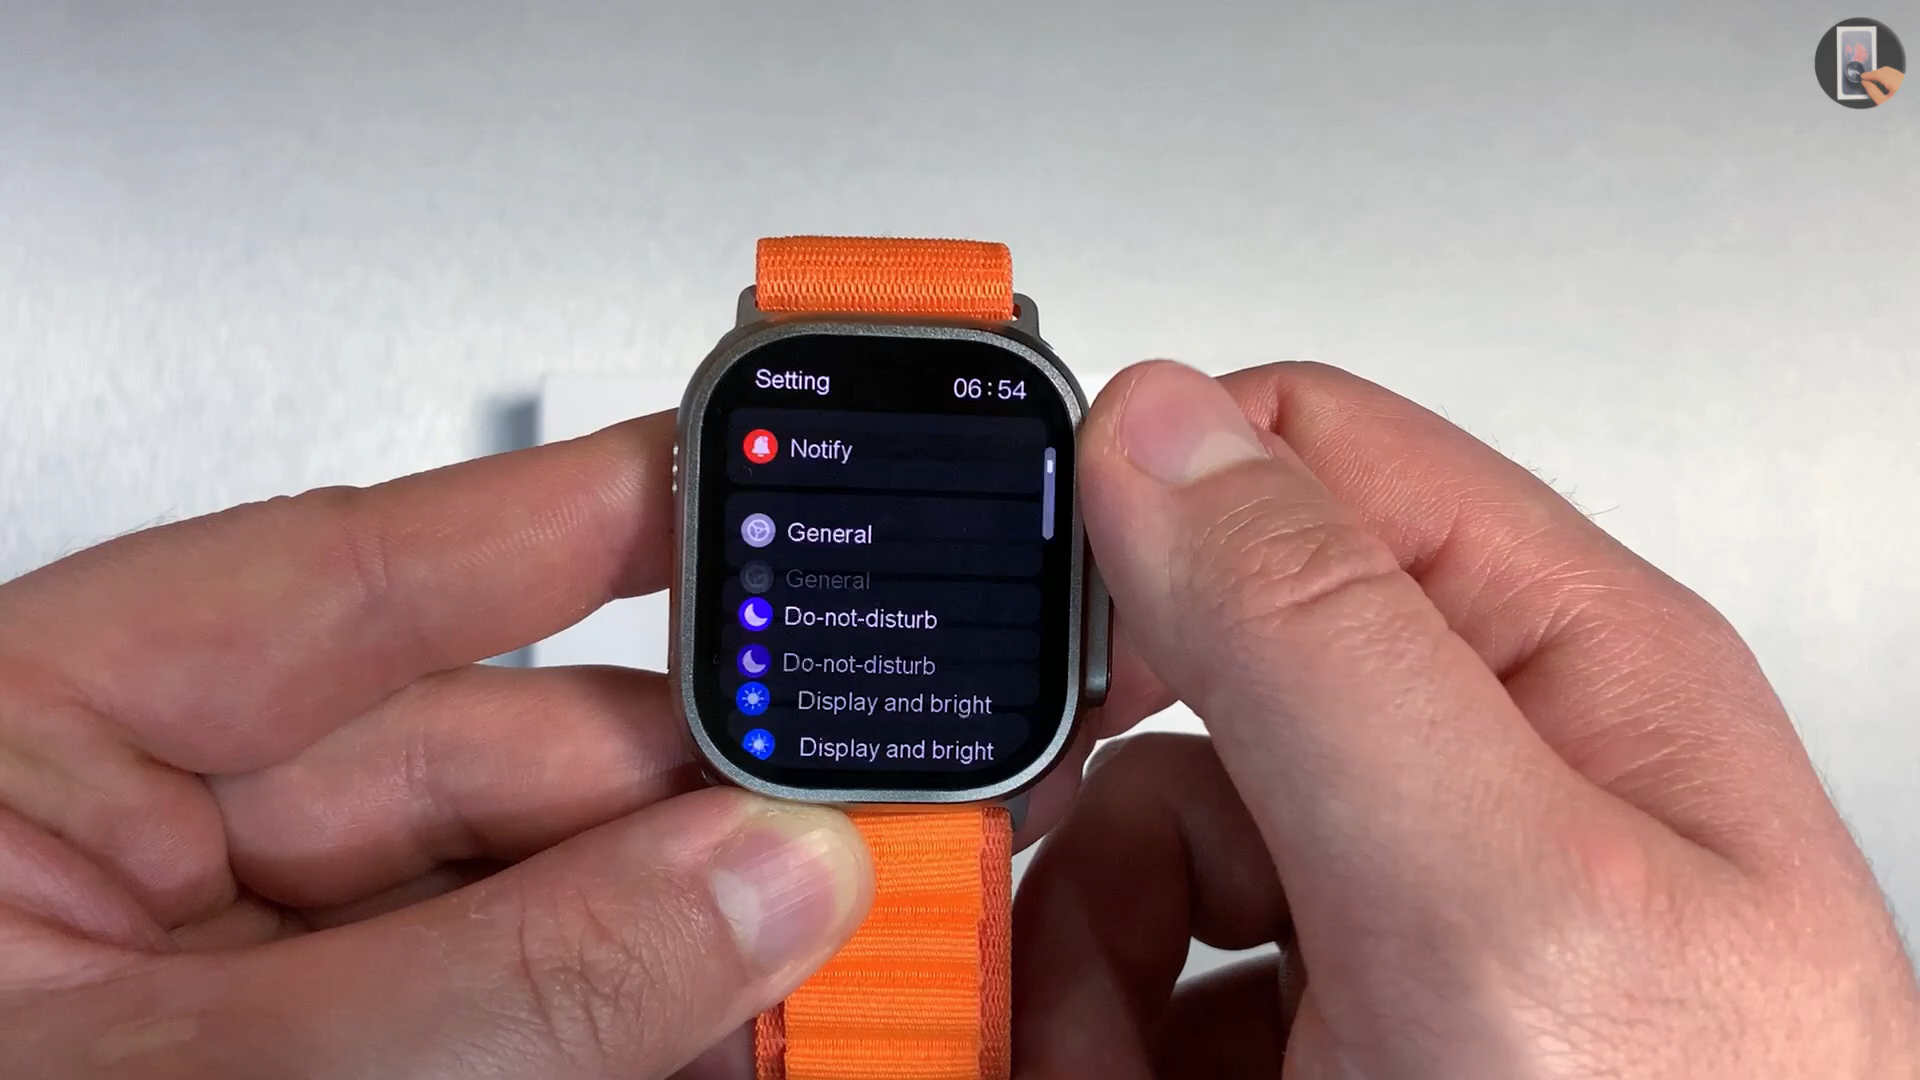 Setting
06:54
Notify
General
General
Do-not-disturb
Do-not-disturb
Display and bright
Display and bright